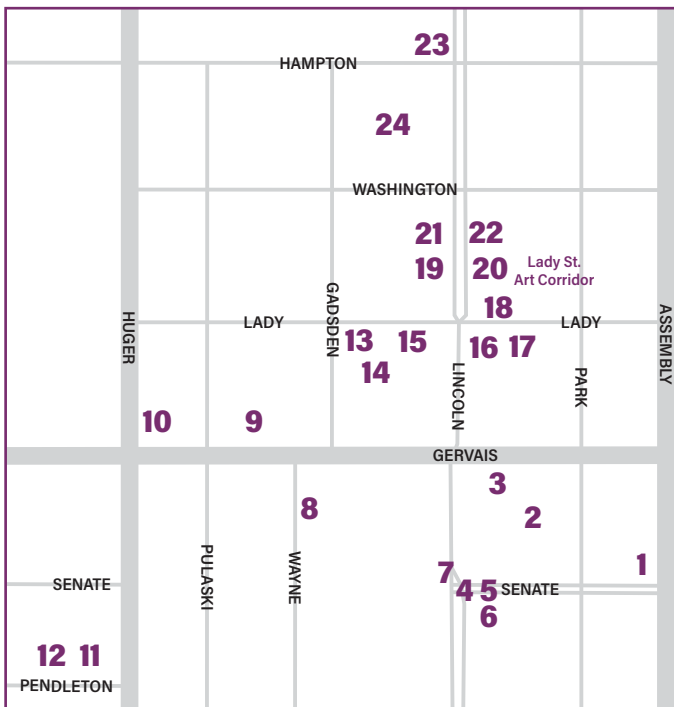 23
HAMPTON
24
WASHINGTON
21
22
19
20
Lady St.
Art Corridor
18
HUGER
GADSDEN
ASSEMBLY
LADY
LADY
13
15
16
17
14
LINCOLN
PARK
10
9
GERVAIS
3
8
2
PULASKI
WAYNE
1
7
SENATE
4
5
SENATE
6
12
11
PENDLETON